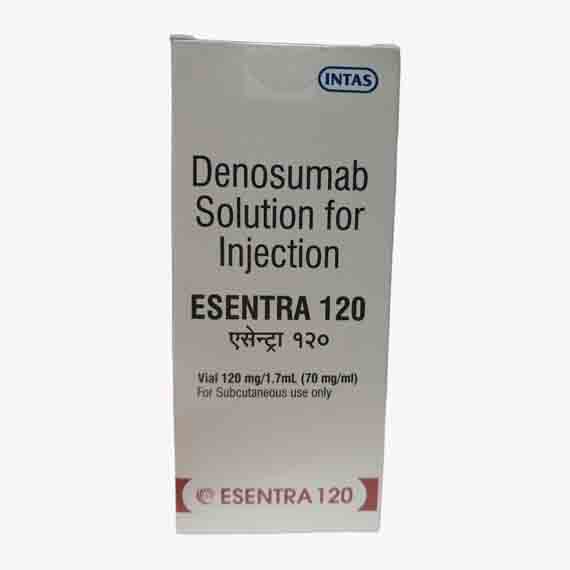 INTAS
Denosumab
Solution for
Injection
ESENTRA 120
एसेन्ट्रा १२०
Vial 120 mg/1.7mL (70 mg/ml)
For Subcutaneous use only
ESENTRA 120